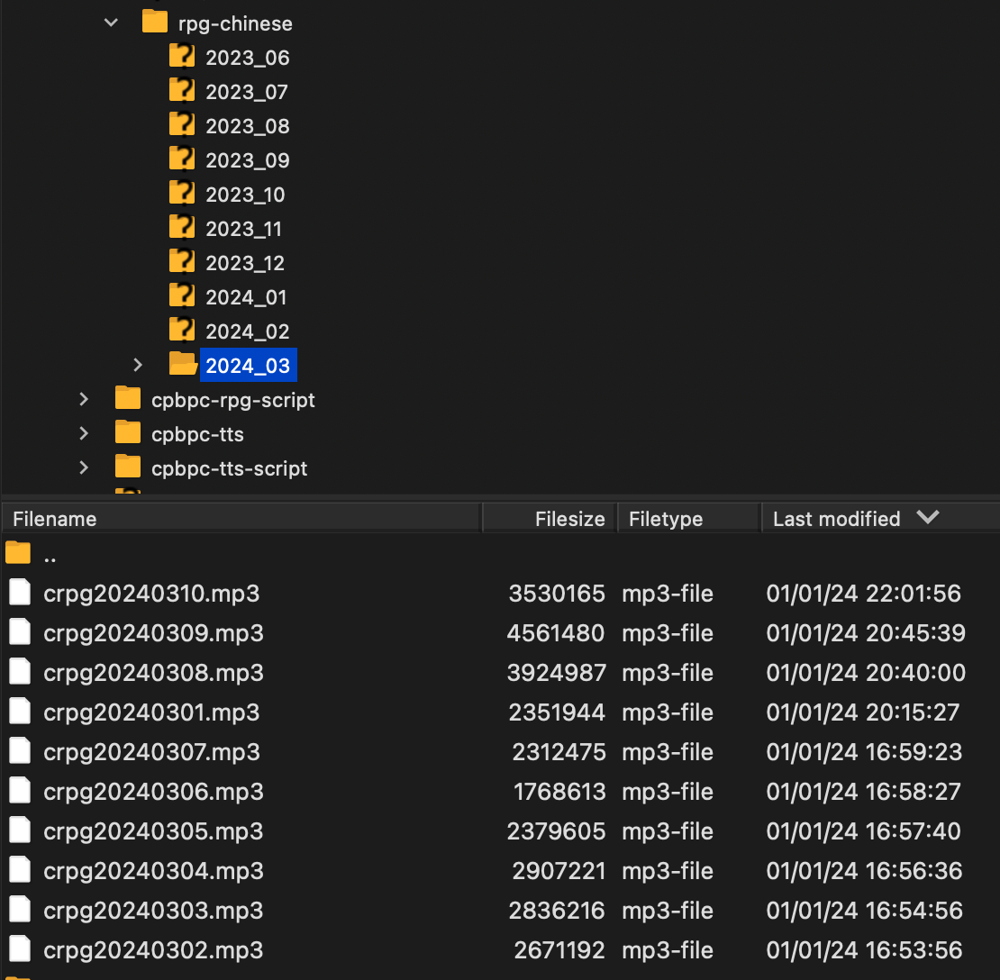 rpg-chinese
2023_06
2023_07
2023_08
2023_09
2023_10
2023_11
2023_12
2024_01
2024_02
2024_03
cpbpc-rpg-script
cpbpc-tts
cpbpc-tts-script
Filename Filesize Filetype Last modified
..
crpg20240310.mp3 3530165 mp3-file 01/01/24 22:01:56
crpg20240309.mp3 4561480 mp3-file 01/01/24 20:45:39
crpg20240308.mp3 3924987 mp3-file 01/01/24 20:40:00
crpg20240301.mp3 2351944 mp3-file 01/01/24 20:15:27
crpg20240307.mp3 2312475 mp3-file 01/01/24 16:59:23
crpg20240306.mp3 1768613 mp3-file 01/01/24 16:58:27
crpg20240305.mp3 2379605 mp3-file 01/01/24 16:57:40
crpg20240304.mp3 2907221 mp3-file 01/01/24 16:56:36
crpg20240303.mp3 2836216 mp3-file 01/01/24 16:54:56
crpg20240302.mp3 2671192 mp3-file 01/01/24 16:53:56